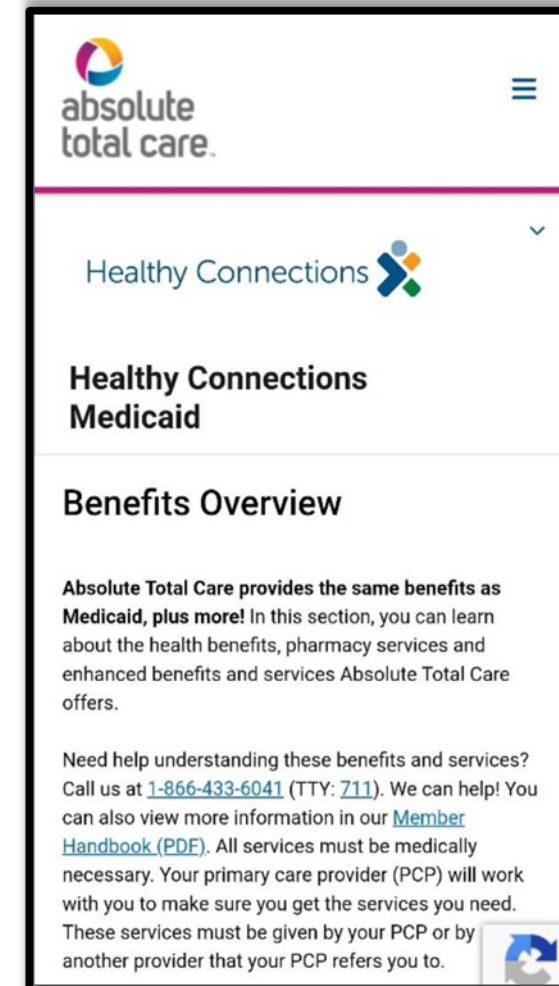 absolute
total care™
Healthy Connections
Healthy Connections
Medicaid
Benefits Overview
Absolute Total Care provides the same benefits as
Medicaid, plus more! In this section, you can learn
about the health benefits, pharmacy services and
enhanced benefits and services Absolute Total Care
offers.
Need help understanding these benefits and services?
Call us at 1-866-433-6041 (TTY: 711). We can help! You
can also view more information in our Member
Handbook (PDF). All services must be medically
necessary. Your primary care provider (PCP) will work
with you to make sure you get the services you need.
These services must be given by your PCP or by
another provider that your PCP refers you to.